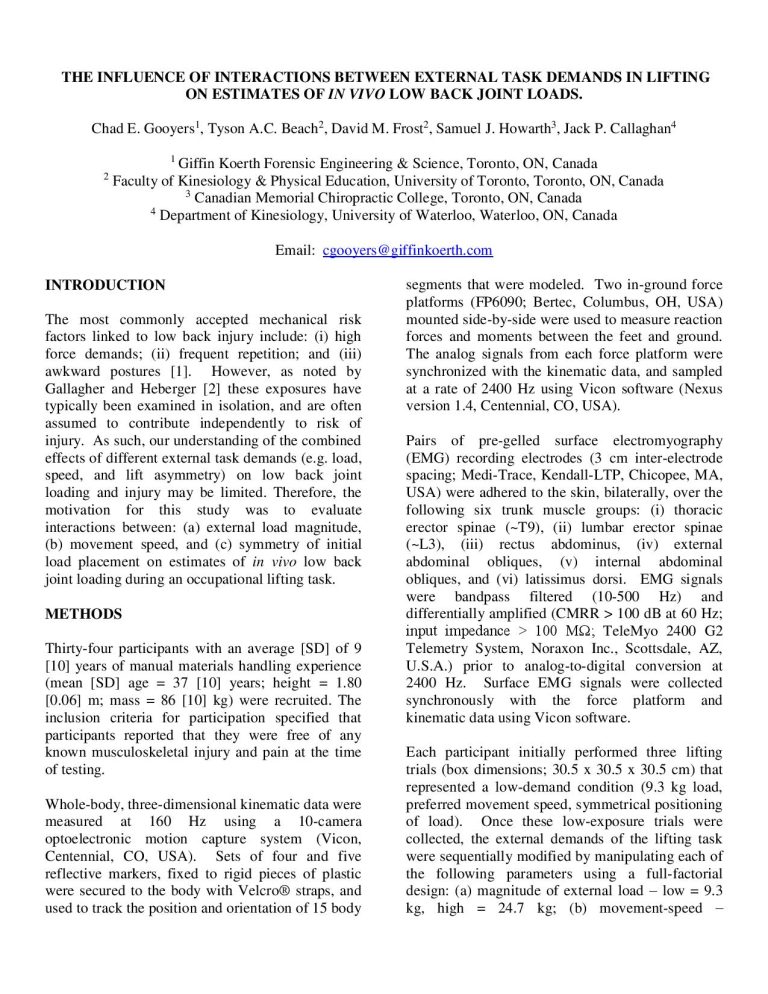 THE INFLUENCE OF INTERACTIONS BETWEEN EXTERNAL TASK DEMANDS IN LIFTING
ON ESTIMATES OF IN VIVO LOW BACK JOINT LOADS.
Chad E. Gooyers1, Tyson A.C. Beach2, David M. Frost2, Samuel J. Howarth3, Jack P. Callaghan4
1 Giffin Koerth Forensic Engineering & Science, Toronto, ON, Canada
2 Faculty of Kinesiology & Physical Education, University of Toronto, Toronto, ON, Canada
3 Canadian Memorial Chiropractic College, Toronto, ON, Canada
4 Department of Kinesiology, University of Waterloo, Waterloo, ON, Canada
Email: cgooyers@giffinkoerth.com
INTRODUCTION
The most commonly accepted mechanical risk
factors linked to low back injury include: (i) high
force demands; (ii) frequent repetition; and (iii)
awkward postures [1]. However, as noted by
Gallagher and Heberger [2] these exposures have
typically been examined in isolation, and are often
assumed to contribute independently to risk of
injury. As such, our understanding of the combined
effects of different external task demands (e.g. load,
speed, and lift asymmetry) on low back joint
loading and injury may be limited. Therefore, the
motivation for this study was to evaluate
interactions between: (a) external load magnitude,
(b) movement speed, and (c) symmetry of initial
load placement on estimates of in vivo low back
joint loading during an occupational lifting task.
METHODS
Thirty-four participants with an average [SD] of 9
[10] years of manual materials handling experience
(mean [SD] age = 37 [10] years; height = 1.80
[0.06] m; mass = 86 [10] kg) were recruited. The
inclusion criteria for participation specified that
participants reported that they were free of any
known musculoskeletal injury and pain at the time
of testing.
Whole-body, three-dimensional kinematic data were
measured at 160 Hz using a 10-camera
optoelectronic motion capture system (Vicon,
Centennial, CO, USA). Sets of four and five
reflective markers, fixed to rigid pieces of plastic
were secured to the body with Velcro® straps, and
used to track the position and orientation of 15 body
segments that were modeled. Two in-ground force
platforms (FP6090; Bertec, Columbus, OH, USA)
mounted side-by-side were used to measure reaction
forces and moments between the feet and ground.
The analog signals from each force platform were
synchronized with the kinematic data, and sampled
at a rate of 2400 Hz using Vicon software (Nexus
version 1.4, Centennial, CO, USA).
Pairs of pre-gelled surface electromyography
(EMG) recording electrodes (3 cm inter-electrode
spacing; Medi-Trace, Kendall-LTP, Chicopee, MA,
USA) were adhered to the skin, bilaterally, over the
following six trunk muscle groups: (i) thoracic
erector spinae (~T9), (ii) lumbar erector spinae
(~L3), (iii) rectus abdominus, (iv) external
abdominal obliques, (v) internal abdominal
obliques, and (vi) latissimus dorsi. EMG signals
were bandpass filtered (10-500 Hz) and
differentially amplified (CMRR > 100 dB at 60 Hz;
input impedance > 100 MΩ; TeleMyo 2400 G2
Telemetry System, Noraxon Inc., Scottsdale, AZ,
U.S.A.) prior to analog-to-digital conversion at
2400 Hz. Surface EMG signals were collected
synchronously with the force platform and
kinematic data using Vicon software.
Each participant initially performed three lifting
trials (box dimensions; 30.5 x 30.5 x 30.5 cm) that
represented a low-demand condition (9.3 kg load,
preferred movement speed, symmetrical positioning
of load). Once these low-exposure trials were
collected, the external demands of the lifting task
were sequentially modified by manipulating each of
the following parameters using a full-factorial
design: (a) magnitude of external load – low = 9.3
kg, high = 24.7 kg; (b) movement-speed –